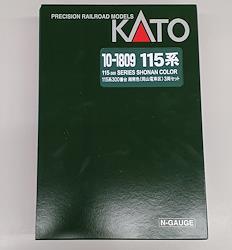 PRECISION RAILROAD MODELS
KATO
10-1809 115系
115-300 SERIES SHONAN COLOR
115系300番台 湘南色(岡山電車区) 3両セット
N-GAUGE